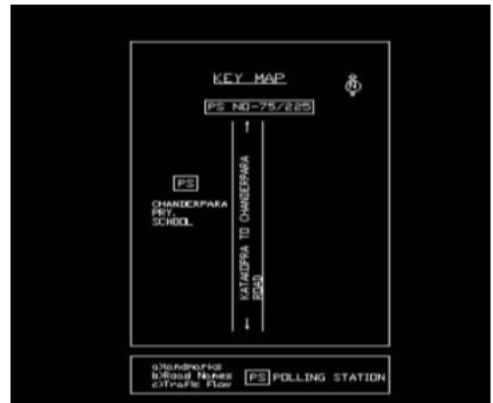 KEY MAP
N
PS NO-75/225
PS
CHANDERPARA
PRY.
SCHOOL
KATAKOPRA TO CHANDERPARA
ROAD
a)landmarks
b)Road Names
c)Trafic Flow
PS POLLING STATION